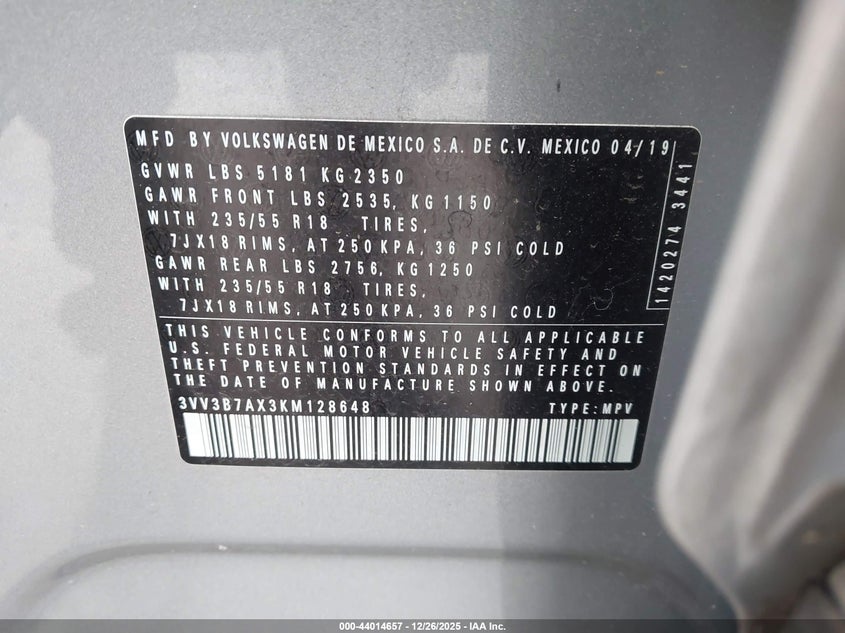 MFD BY VOLKSWAGEN DE MEXICO S.A. DE C.V. MEXICO 04/19
GVWR LBS 5181 KG 2350
GAWR FRONT LBS 2535, KG 1150
WITH 235/55 R18 TIRES,
7JX18 RIMS, AT 250 KPA, 36 PSI COLD
GAWR REAR LBS 2756, KG 1250
WITH 235/55 R18 TIRES,
7JX18 RIMS, AT 250 KPA, 36 PSI COLD
1420274 3441
THIS VEHICLE CONFORMS TO ALL APPLICABLE
U.S. FEDERAL MOTOR VEHICLE SAFETY AND
THEFT PREVENTION STANDARDS IN EFFECT ON
THE DATE OF MANUFACTURE SHOWN ABOVE.
3VV3B7AX3KM128648 TYPE: MPV
000-44014657 - 12/26/2025 - IAA Inc.